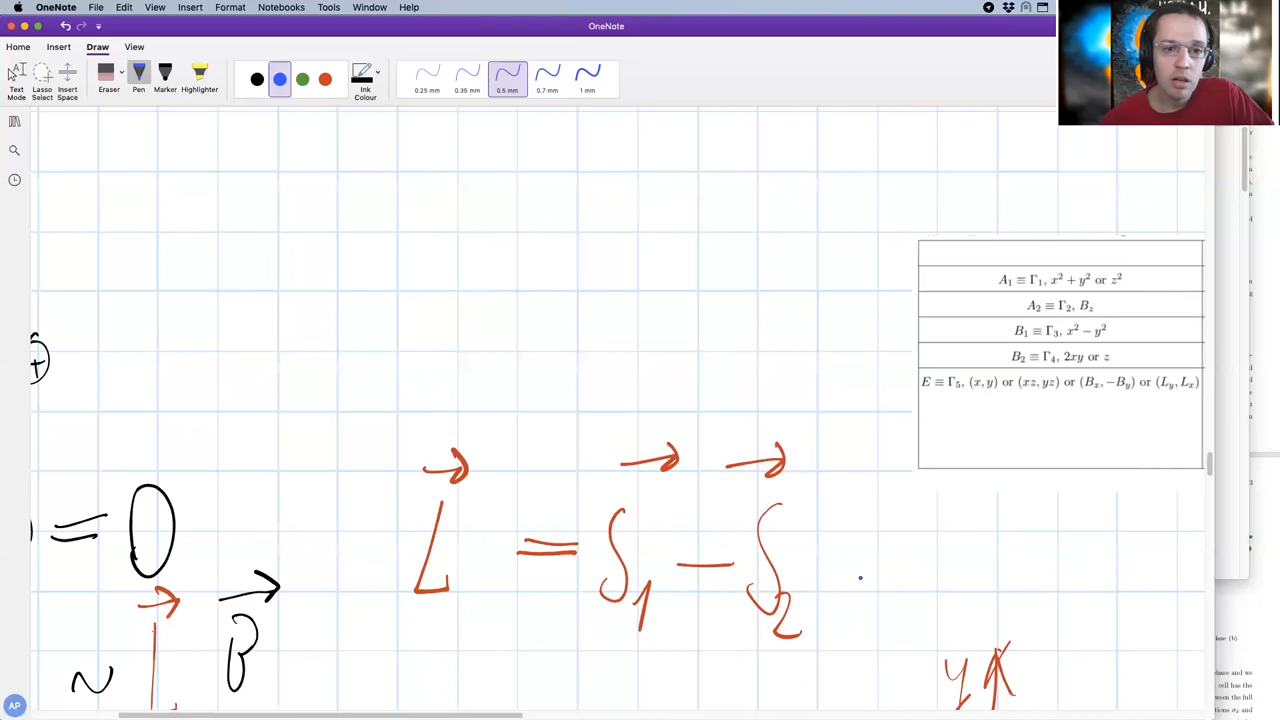 OneNote File Edit View Insert Format Notebooks Tools Window Help
OneNote
Home Insert Draw View
Text Mode Lasso Select Insert Space Eraser Pen Marker Highlighter Ink Colour 0.25 mm 0.35 mm 0.5 mm 0.7 mm 1 mm
A₁ ≡ Γ₁, x² + y² or z²
A₂ ≡ Γ₂, B_z
B₁ ≡ Γ₃, x² − y²
B₂ ≡ Γ₄, 2xy or z
E ≡ Γ₅, (x, y) or (xz, yz) or (B_x, −B_y) or (L_y, L_x)
= 0
L = S₁ − S₂
~ L B
y
AP